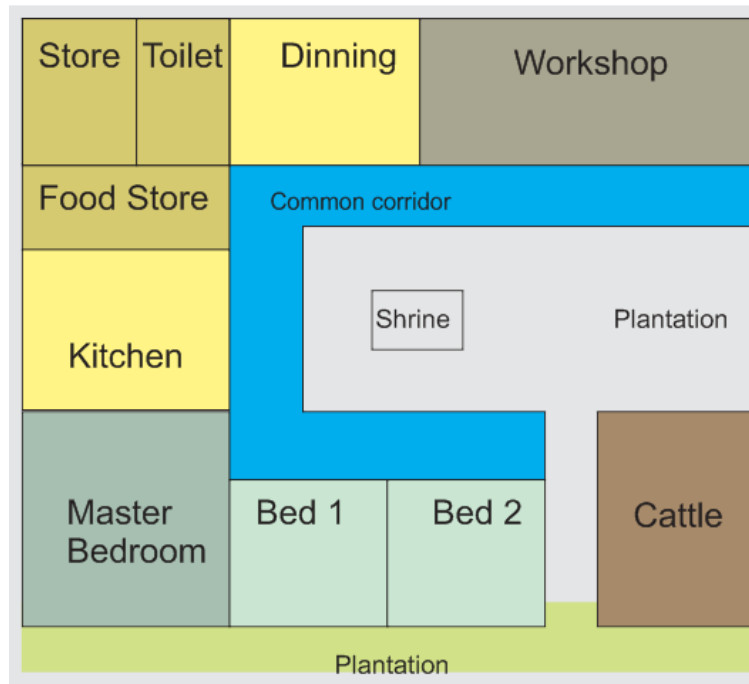 Store
Toilet
Dinning
Workshop
Food Store
Common corridor
Shrine
Plantation
Kitchen
Master
Bedroom
Bed 1
Bed 2
Cattle
Plantation